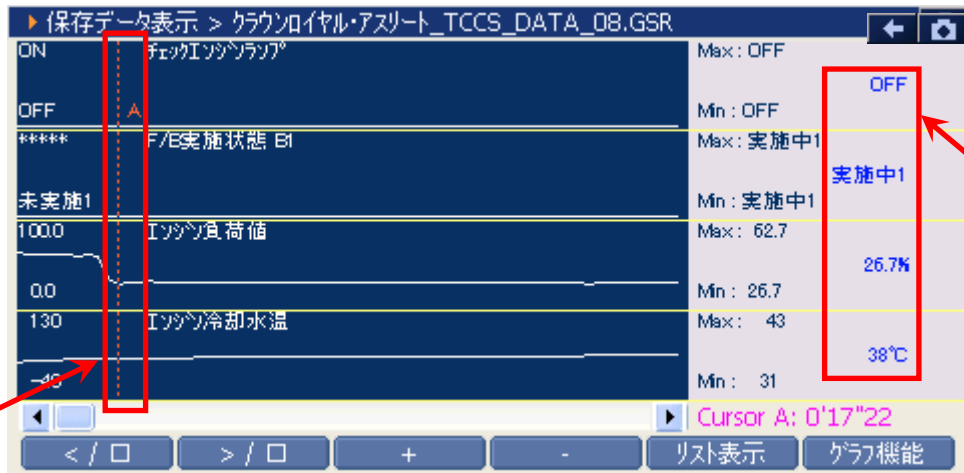 保存データ表示 > クラウンロイヤル・アスリート_TCCS_DATA_08.GSR
ON チェックエンジンランプ Max : OFF
OFF
OFF A Min : OFF
***** F/B実施状態 B1 Max : 実施中1
実施中1
未実施1 Min : 実施中1
100.0 エンジン負荷値 Max : 62.7
26.7%
0.0 Min : 26.7
130 エンジン冷却水温 Max : 43
38℃
-40 Min : 31
Cursor A: 0'17"22
< / □ > / □ + - リスト表示 グラフ機能